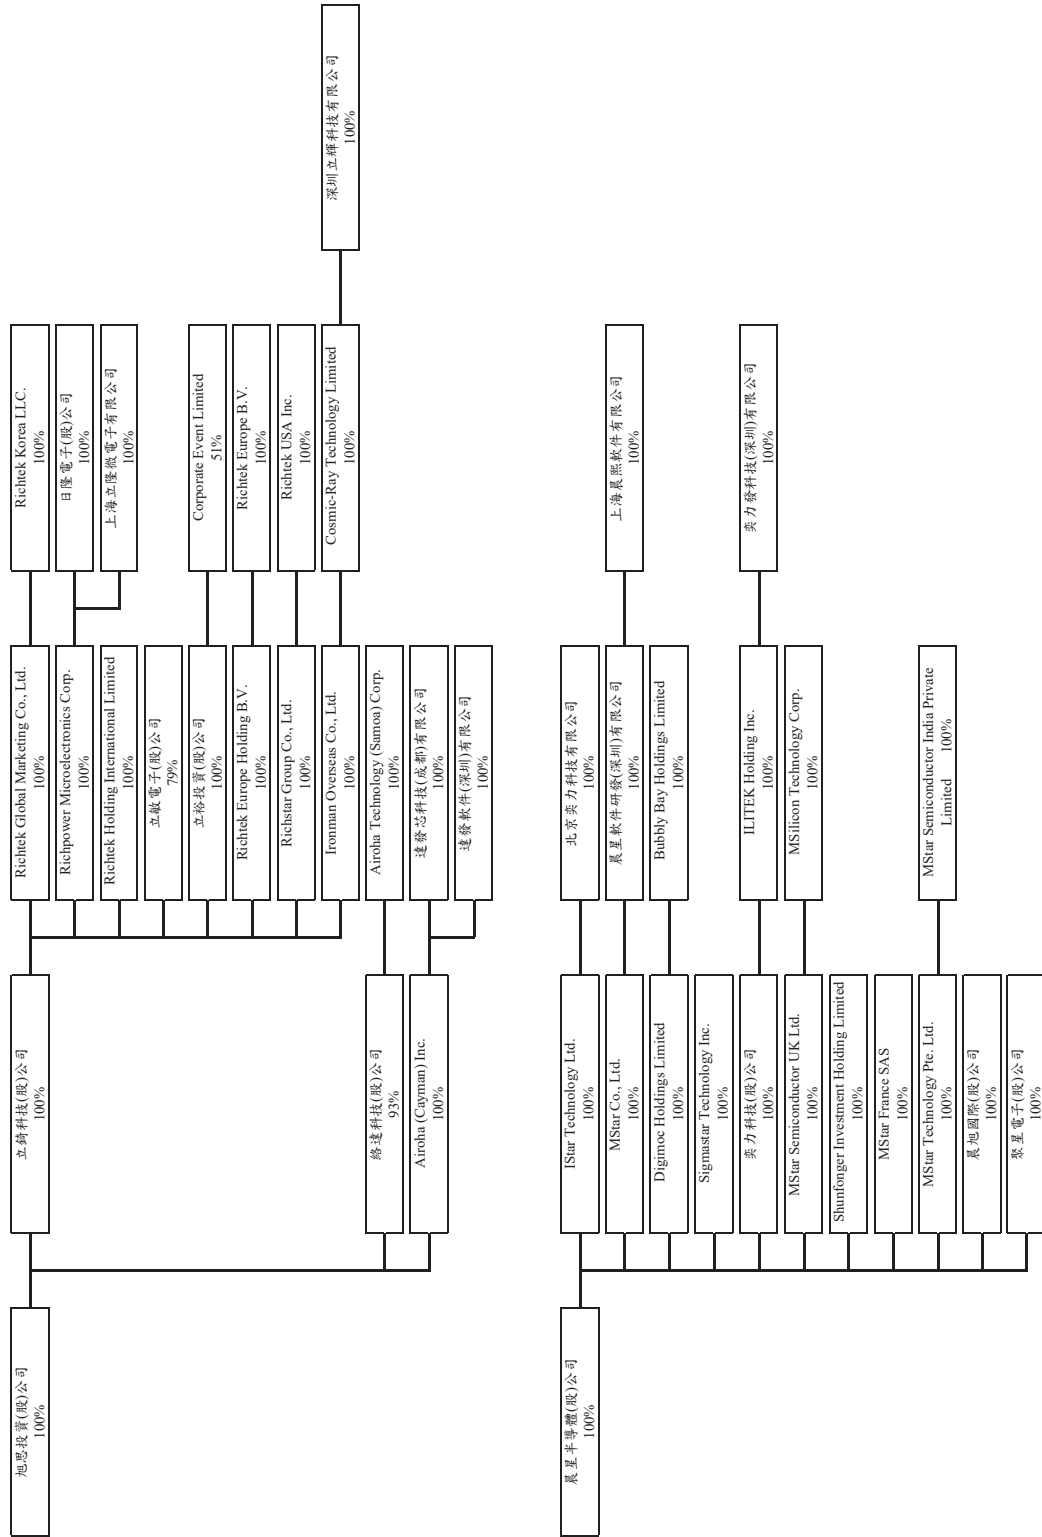 旭思投資(股)公司
100%
立錡科技(股)公司
100%
絡達科技(股)公司
93%
Airoha (Cayman) Inc.
100%
Richtek Global Marketing Co., Ltd.
100%
Richpower Microelectronics Corp.
100%
Richtek Holding International Limited
100%
立敏電子(股)公司
79%
立裕投資(股)公司
100%
Richtek Europe Holding B.V.
100%
Richstar Group Co., Ltd.
100%
Ironman Overseas Co., Ltd.
100%
Airoha Technology (Samoa) Corp.
100%
達發芯科技(成都)有限公司
100%
達發軟件(深圳)有限公司
100%
Richtek Korea LLC.
100%
日隆電子(股)公司
100%
上海立隆微電子有限公司
100%
Corporate Event Limited
51%
Richtek Europe B.V.
100%
Richtek USA Inc.
100%
Cosmic-Ray Technology Limited
100%
深圳立輝科技有限公司
100%
晨星半導體(股)公司
100%
IStar Technology Ltd.
100%
MStar Co., Ltd.
100%
Digimoc Holdings Limited
100%
Sigmastar Technology Inc.
100%
奕力科技(股)公司
100%
MStar Semiconductor UK Ltd.
100%
Shunfonger Investment Holding Limited
100%
MStar France SAS
100%
MStar Technology Pte. Ltd.
100%
晨旭國際(股)公司
100%
聚星電子(股)公司
100%
北京奕力科技有限公司
100%
晨星軟件研發(深圳)有限公司
100%
Bubbly Bay Holdings Limited
100%
ILITEK Holding Inc.
100%
MSilicon Technology Corp.
100%
MStar Semiconductor India Private
Limited 100%
上海晨熙軟件有限公司
100%
奕力發科技(深圳)有限公司
100%